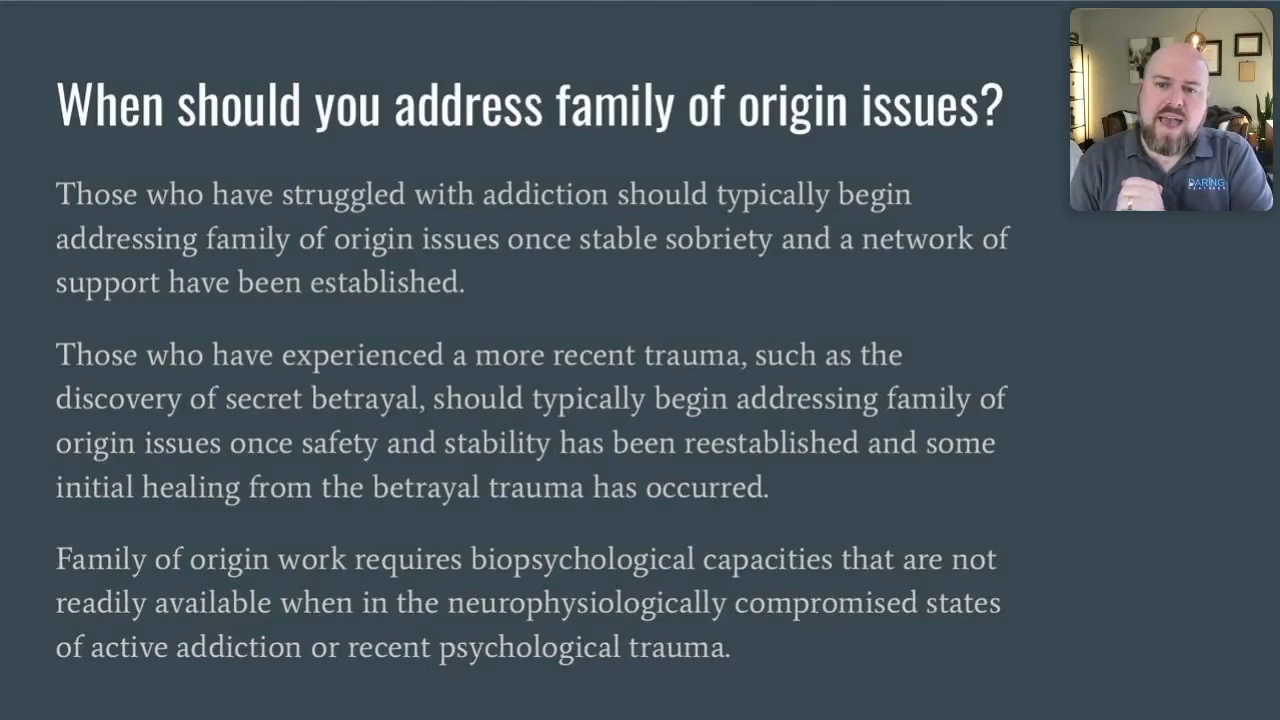 When should you address family of origin issues?
Those who have struggled with addiction should typically begin
addressing family of origin issues once stable sobriety and a network of
support have been established.
Those who have experienced a more recent trauma, such as the
discovery of secret betrayal, should typically begin addressing family of
origin issues once safety and stability has been reestablished and some
initial healing from the betrayal trauma has occurred.
Family of origin work requires biopsychological capacities that are not
readily available when in the neurophysiologically compromised states
of active addiction or recent psychological trauma.
DARING